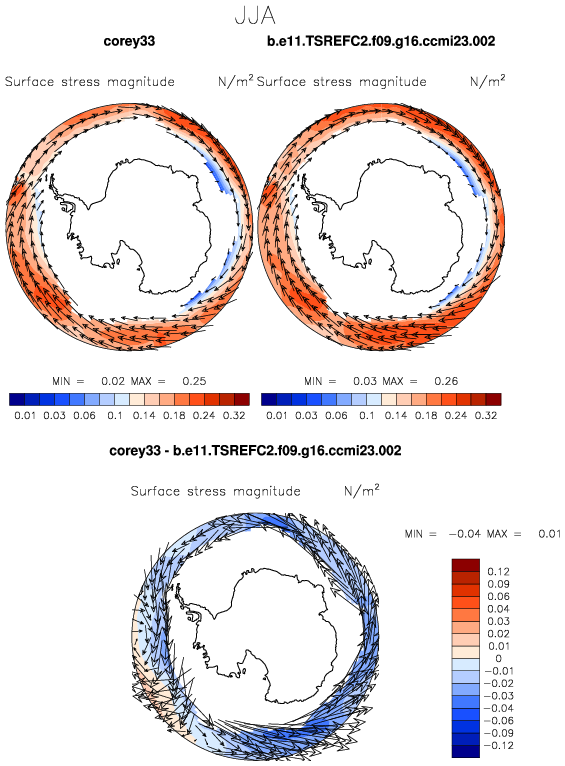 JJA
corey33 b.e11.TSREFC2.f09.g16.ccmi23.002
Surface stress magnitude N/m² Surface stress magnitude N/m²
MIN = 0.02 MAX = 0.25 MIN = 0.03 MAX = 0.26
0.01 0.03 0.06 0.1 0.14 0.18 0.24 0.32 0.01 0.03 0.06 0.1 0.14 0.18 0.24 0.32
corey33 - b.e11.TSREFC2.f09.g16.ccmi23.002
Surface stress magnitude N/m²
MIN = -0.04 MAX = 0.01
0.12
0.09
0.06
0.04
0.03
0.02
0.01
0
-0.01
-0.02
-0.03
-0.04
-0.06
-0.09
-0.12